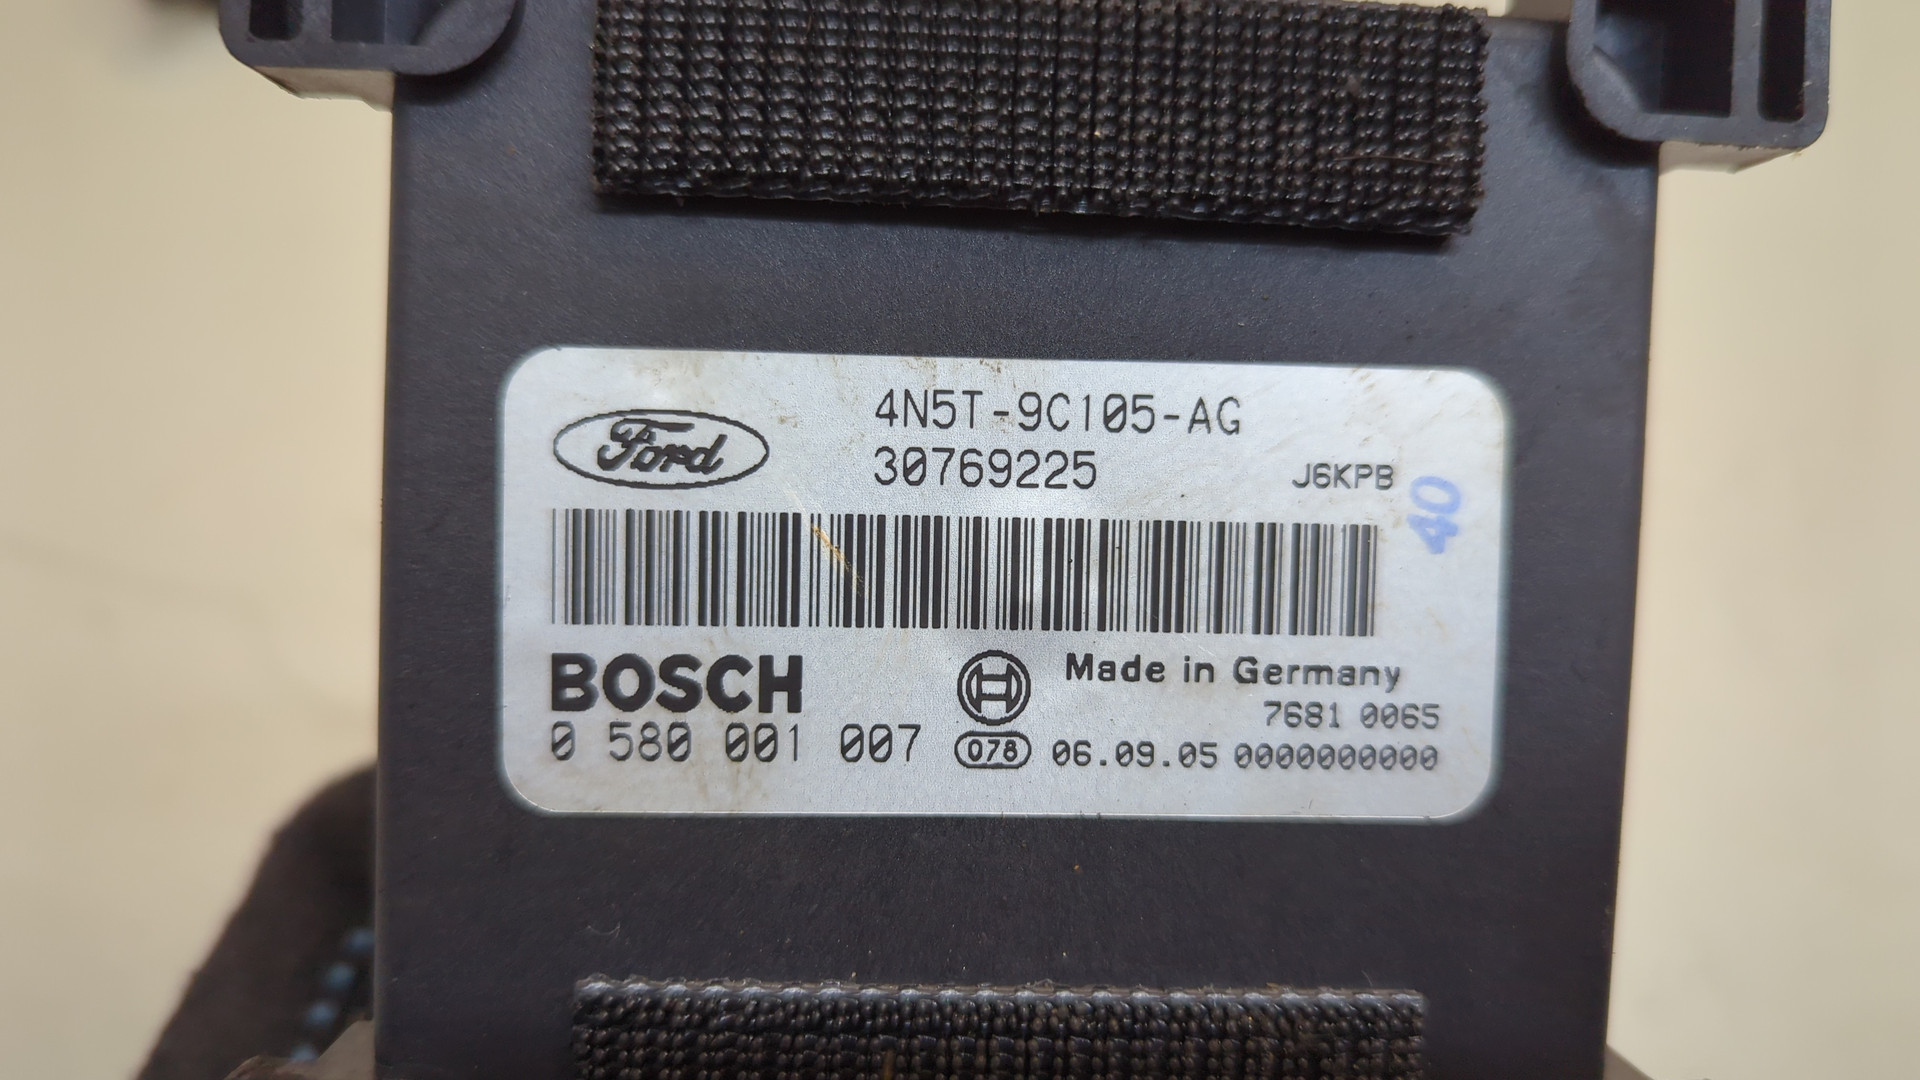 Ford
4N5T-9C105-AG
30769225
J6KPB
40
BOSCH
Made in Germany
7681 0065
0 580 001 007
078
06.09.05 0000000000